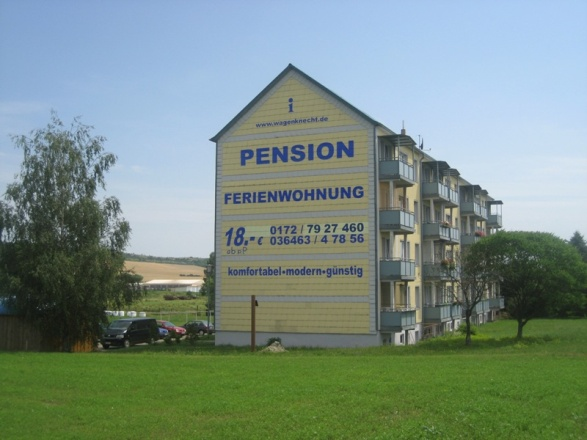 i
www.wagenknecht.de
PENSION
FERIENWOHNUNG
18.-€ 0172 / 79 27 460
ab €P 036463 / 4 78 56
komfortabel-modern-günstig